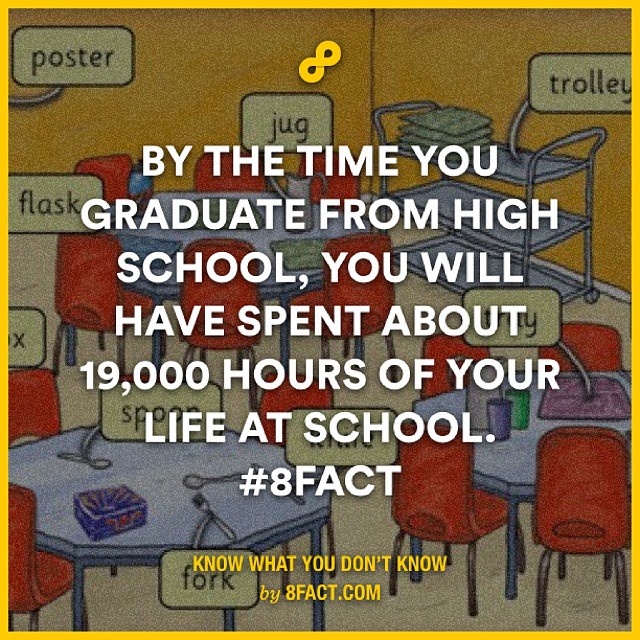 poster
trolley
jug
BY THE TIME YOU
flask
GRADUATE FROM HIGH
SCHOOL, YOU WILL
HAVE SPENT ABOUT
19,000 HOURS OF YOUR
spoon
LIFE AT SCHOOL.
#8FACT
KNOW WHAT YOU DON'T KNOW
fork
by 8FACT.COM